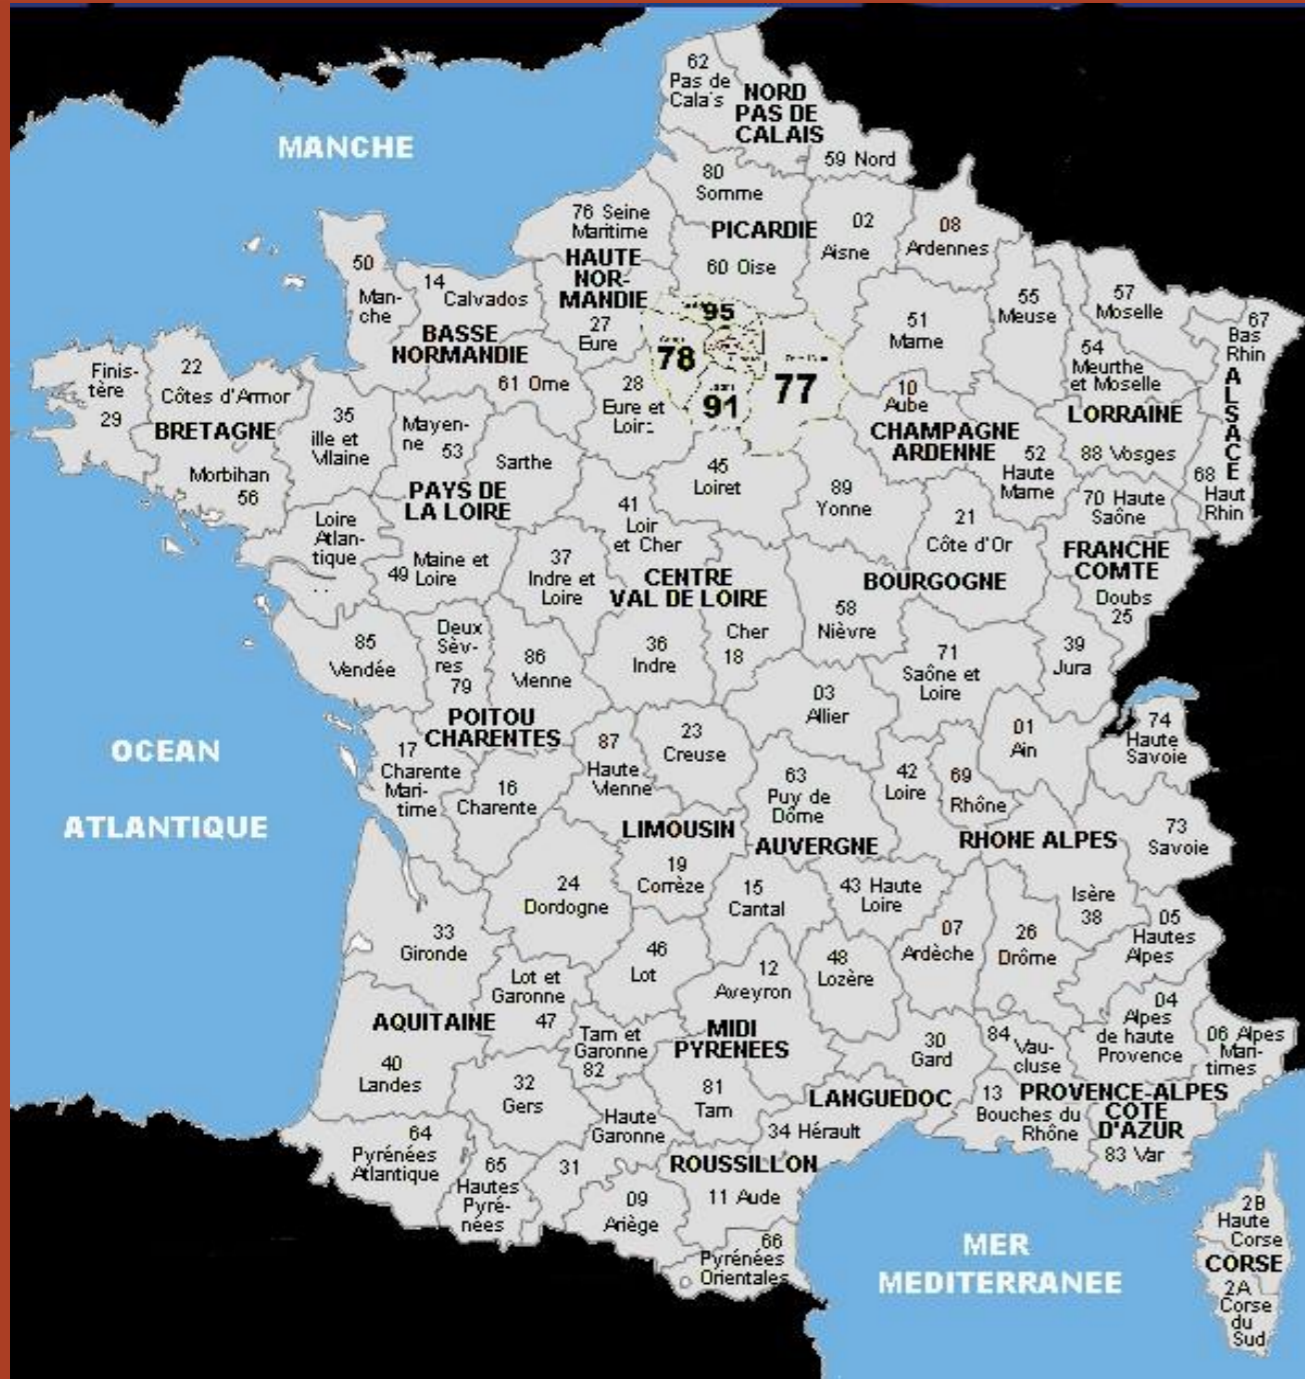 62
Pas de
Calais
NORD
PAS DE
CALAIS
MANCHE
59 Nord
80
Somme
76 Seine
Maritime
PICARDIE
02
Aisne
08
Ardennes
HAUTE
NOR-
MANDIE
60 Oise
50
Man-
che
14
Calvados
BASSE
NORMANDIE
27
Eure
95
78
77
91
51
Marne
55
Meuse
57
Moselle
67
Bas
Rhin
54
Meurthe
et Moselle
ALSACE
Finis-
tère
29
22
Côtes d'Armor
BRETAGNE
35
ille et
Vilaine
Mayen-
ne
53
61 Orne
28
Eure et
Loir
10
Aube
CHAMPAGNE
ARDENNE
LORRAINE
88 Vosges
52
Haute
Marne
68
Haut
Rhin
Morbihan
56
Sarthe
PAYS DE
LA LOIRE
45
Loiret
89
Yonne
70 Haute
Saône
Loire
Atlan-
tique
41
Loir
et Cher
21
Côte d'Or
FRANCHE
COMTE
49
Maine et
Loire
37
Indre et
Loire
CENTRE
VAL DE LOIRE
BOURGOGNE
Doubs
25
58
Nièvre
85
Vendée
Deux
Sèv-
res
79
86
Vienne
36
Indre
Cher
18
71
Saône et
Loire
39
Jura
03
Allier
POITOU
CHARENTES
17
Charente
Mari-
time
16
Charente
87
Haute
Vienne
23
Creuse
01
Ain
74
Haute
Savoie
OCEAN
ATLANTIQUE
63
Puy de
Dôme
42
Loire
69
Rhône
LIMOUSIN
AUVERGNE
RHONE ALPES
73
Savoie
24
Dordogne
19
Corrèze
15
Cantal
43 Haute
Loire
Isère
38
33
Gironde
46
Lot
12
Aveyron
48
Lozère
07
Ardèche
26
Drôme
05
Hautes
Alpes
Lot et
Garonne
47
AQUITAINE
Tarn et
Garonne
82
MIDI
PYRENEES
30
Gard
84
Vau-
cluse
04
Alpes
de haute
Provence
06 Alpes
Mari-
times
40
Landes
32
Gers
81
Tarn
LANGUEDOC
ROUSSILLON
13
Bouches du
Rhône
PROVENCE-ALPES
COTE
D'AZUR
83 Var
Haute
Garonne
31
34 Hérault
64
Pyrénées
Atlantique
65
Hautes
Pyré-
nées
09
Ariège
11 Aude
66
Pyrénées
Orientales
MER
MEDITERRANEE
2B
Haute
Corse
CORSE
2A
Corse
du
Sud